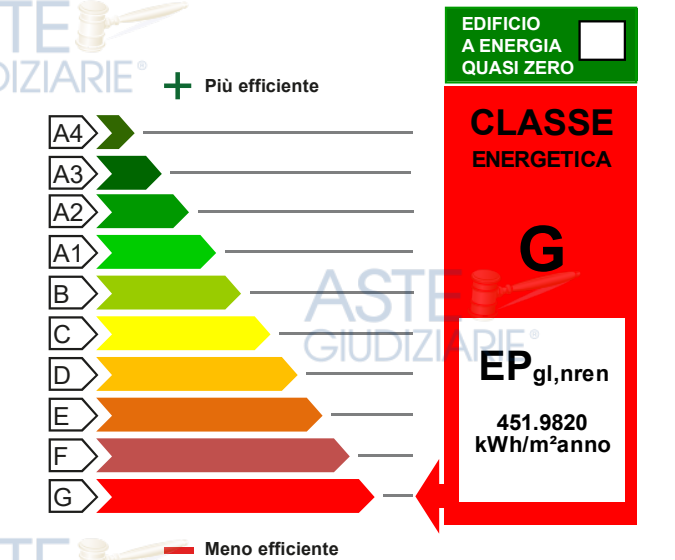 EDIFICIO
A ENERGIA
QUASI ZERO
ASTE
GIUDIZIARIE®
Più efficiente
CLASSE
ENERGETICA
G
A4
A3
A2
A1
B
C
D
E
F
G
ASTE
GIUDIZIARIE®
EPgl,nren
451.9820
kWh/m²anno
Meno efficiente